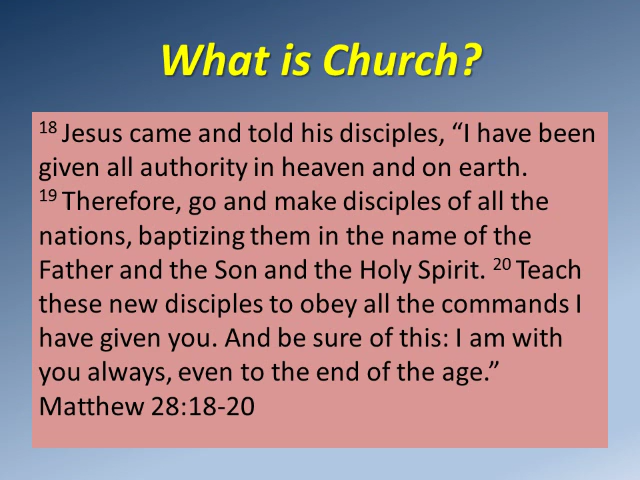 What is Church?
18 Jesus came and told his disciples, “I have been
given all authority in heaven and on earth.
19 Therefore, go and make disciples of all the
nations, baptizing them in the name of the
Father and the Son and the Holy Spirit. 20 Teach
these new disciples to obey all the commands I
have given you. And be sure of this: I am with
you always, even to the end of the age.”
Matthew 28:18-20